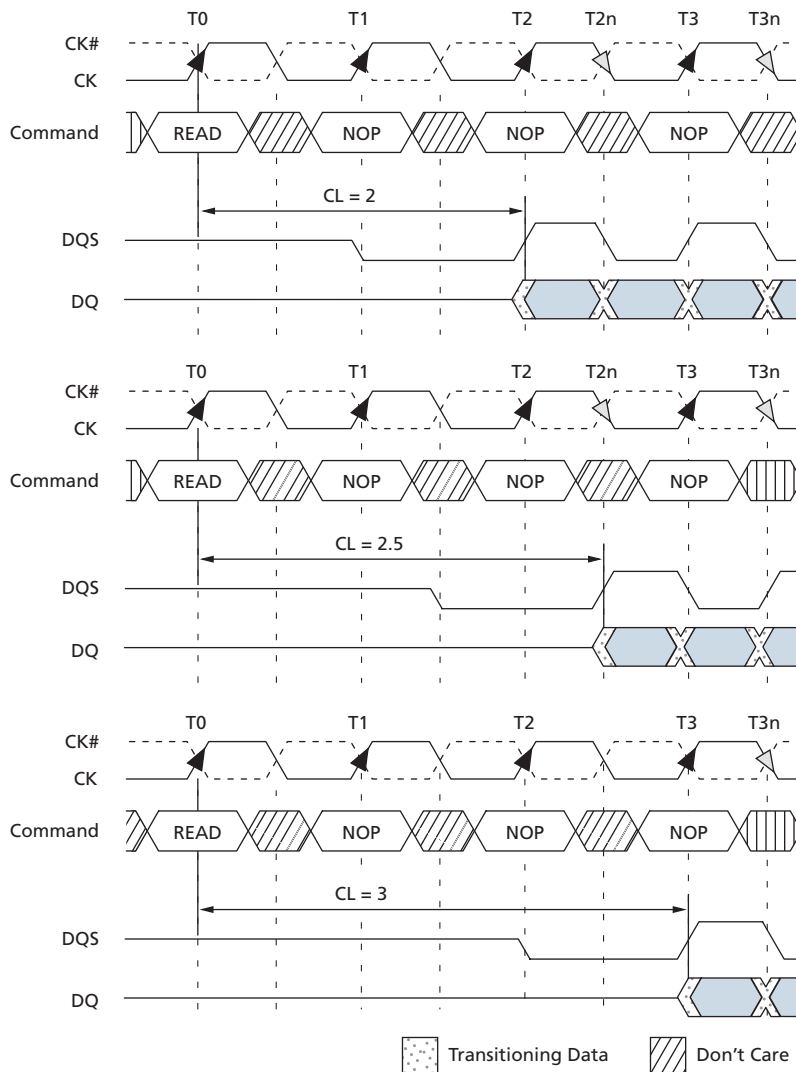 T0 T1 T2 T2n T3 T3n
CK#
CK
Command READ NOP NOP NOP
CL = 2
DQS
DQ
T0 T1 T2 T2n T3 T3n
CK#
CK
Command READ NOP NOP NOP
CL = 2.5
DQS
DQ
T0 T1 T2 T3 T3n
CK#
CK
Command READ NOP NOP NOP
CL = 3
DQS
DQ
Transitioning Data Don't Care